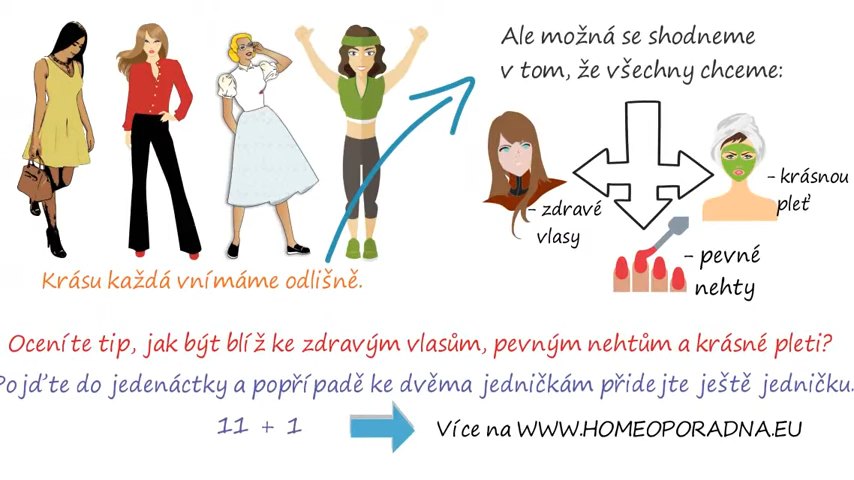 Ale možná se shodneme
v tom, že všechny chceme:
- krásnou
pleť
- zdravé
vlasy
- pevné
nehty
Krásu každá vnímáme odlišně.
Oceníte tip, jak být blíž ke zdravým vlasům, pevným nehtům a krásné pleti?
Pojďte do jedenáctky a popřípadě ke dvěma jedničkám přidejte ještě jedničku.
11 + 1
Více na WWW.HOMEOPORADNA.EU